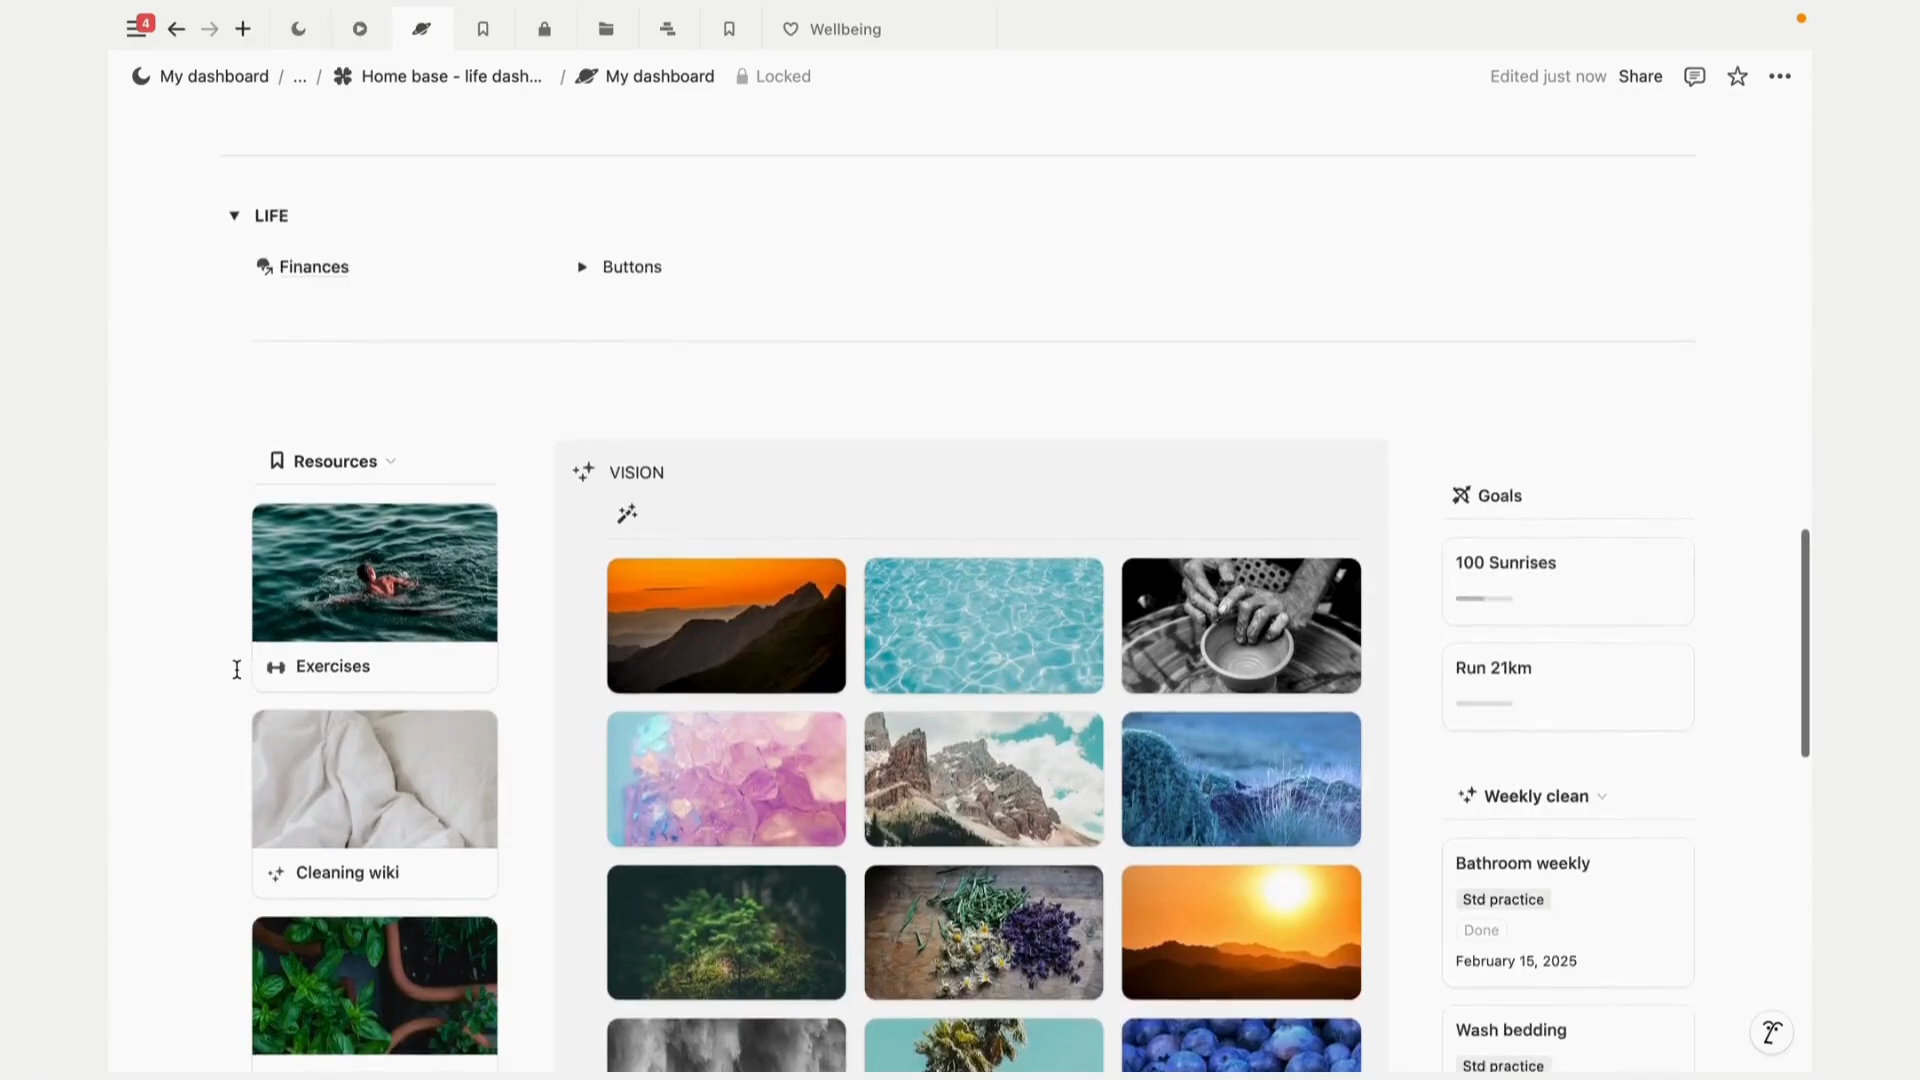 4
Wellbeing
My dashboard / ... / Home base - life dash... / My dashboard Locked
Edited just now Share
LIFE
Finances
Buttons
Resources
Exercises
Cleaning wiki
VISION
Goals
100 Sunrises
Run 21km
Weekly clean
Bathroom weekly
Std practice
Done
February 15, 2025
Wash bedding
Std practice